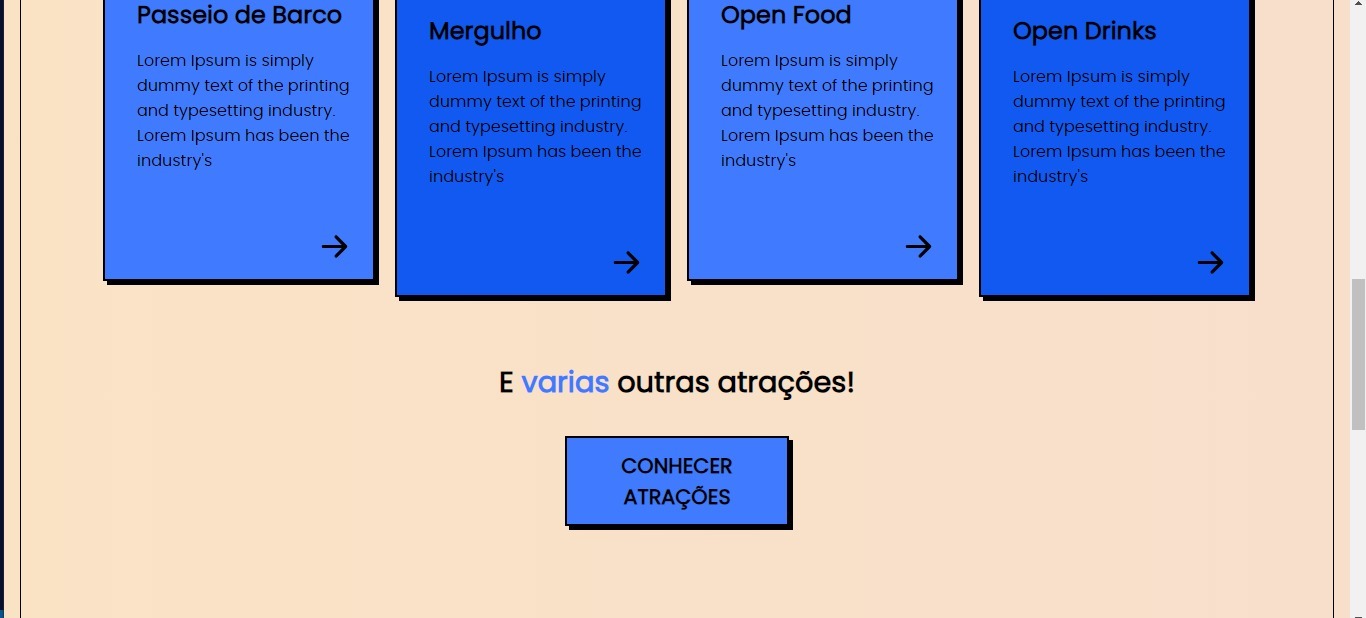 Passeio de Barco
Lorem Ipsum is simply
dummy text of the printing
and typesetting industry.
Lorem Ipsum has been the
industry's
Mergulho
Lorem Ipsum is simply
dummy text of the printing
and typesetting industry.
Lorem Ipsum has been the
industry's
Open Food
Lorem Ipsum is simply
dummy text of the printing
and typesetting industry.
Lorem Ipsum has been the
industry's
Open Drinks
Lorem Ipsum is simply
dummy text of the printing
and typesetting industry.
Lorem Ipsum has been the
industry's
E varias outras atrações!
CONHECER
ATRAÇÕES